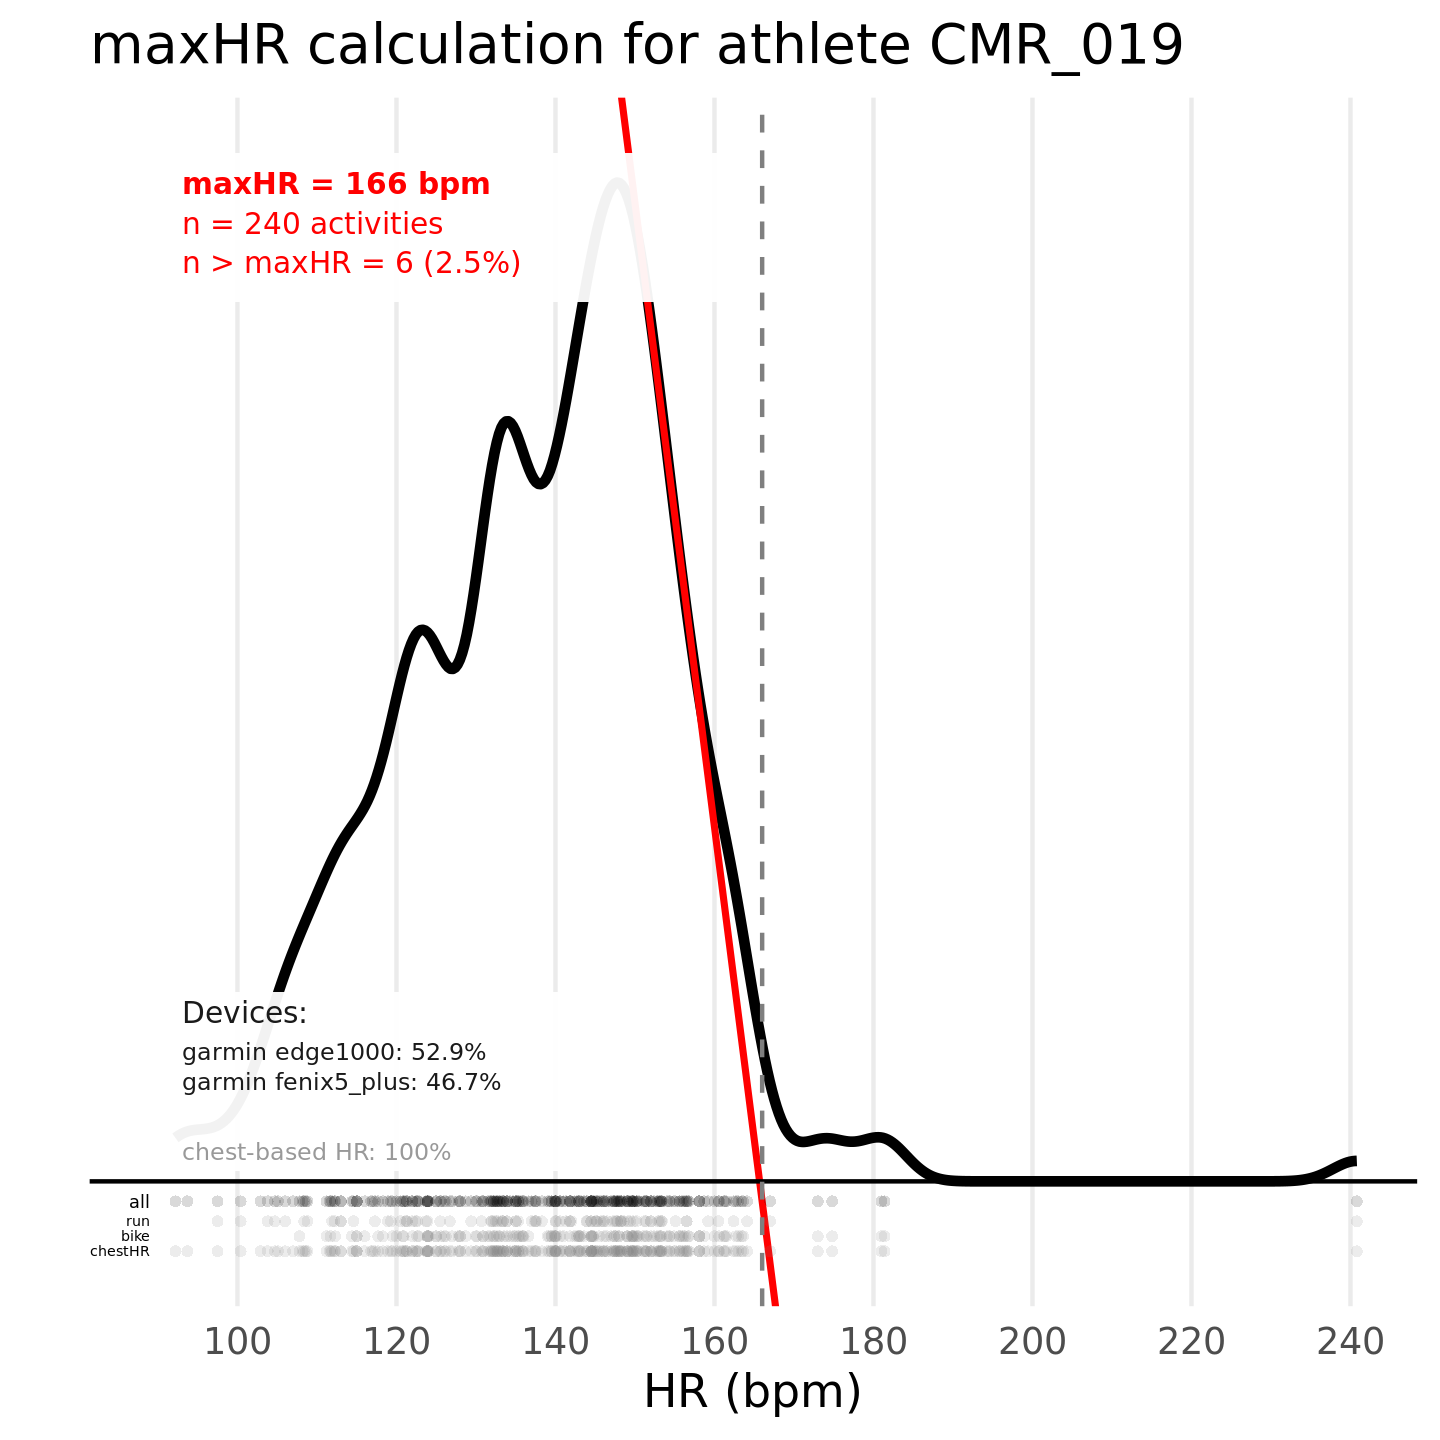 maxHR calculation for athlete CMR_019
maxHR = 166 bpm
n = 240 activities
n > maxHR = 6 (2.5%)
Devices:
garmin edge1000: 52.9%
garmin fenix5_plus: 46.7%
chest-based HR: 100%
all
run
bike
chestHR
100 120 140 160 180 200 220 240
HR (bpm)